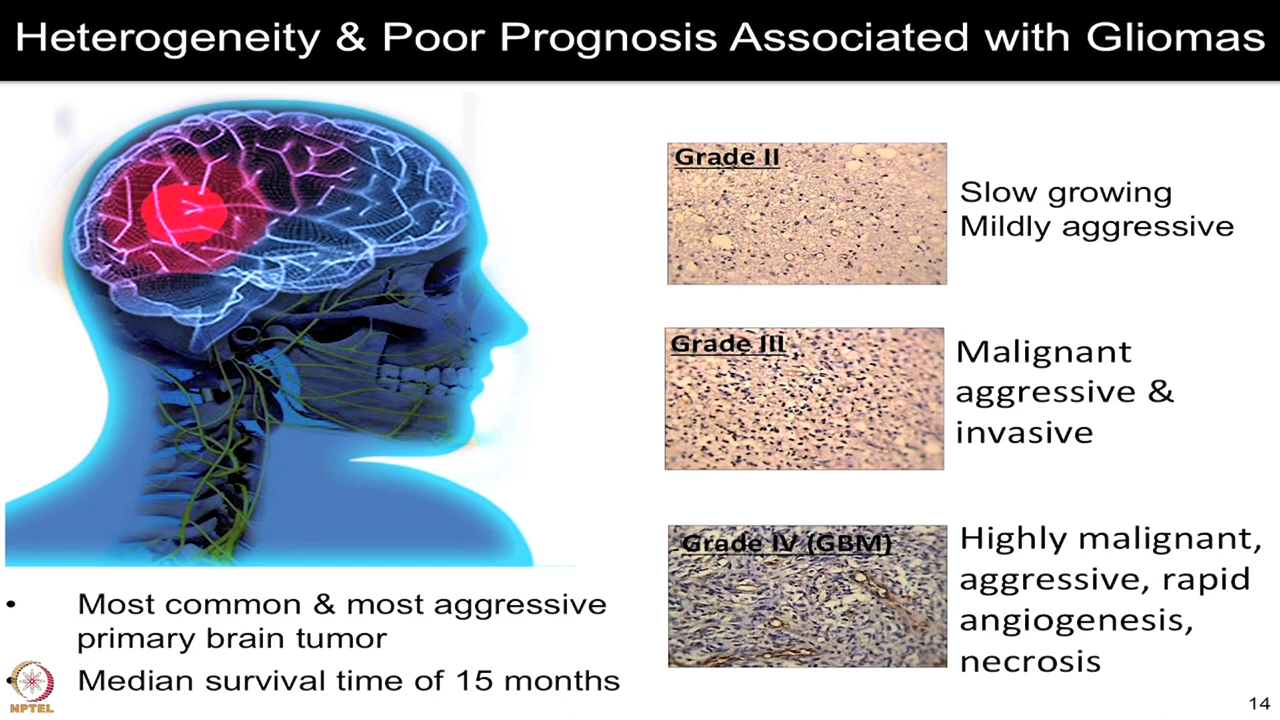 Heterogeneity & Poor Prognosis Associated with Gliomas
Grade II
Slow growing
Mildly aggressive
Grade III
Malignant
aggressive &
invasive
Grade IV (GBM)
Highly malignant,
aggressive, rapid
angiogenesis,
necrosis
• Most common & most aggressive
primary brain tumor
• Median survival time of 15 months
NPTEL
14